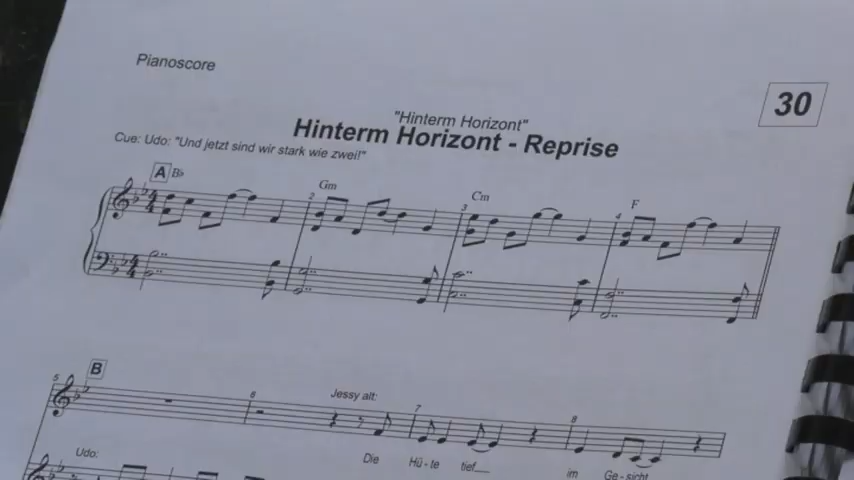 Pianoscore
30
"Hinterm Horizont"
Hinterm Horizont - Reprise
Cue: Udo: "Und jetzt sind wir stark wie zwei!"
A B♭ Gm Cm F
2 3 4
B
5 6 7 8
Jessy alt:
Die Hü - te tief__ im Ge - sicht
Udo: